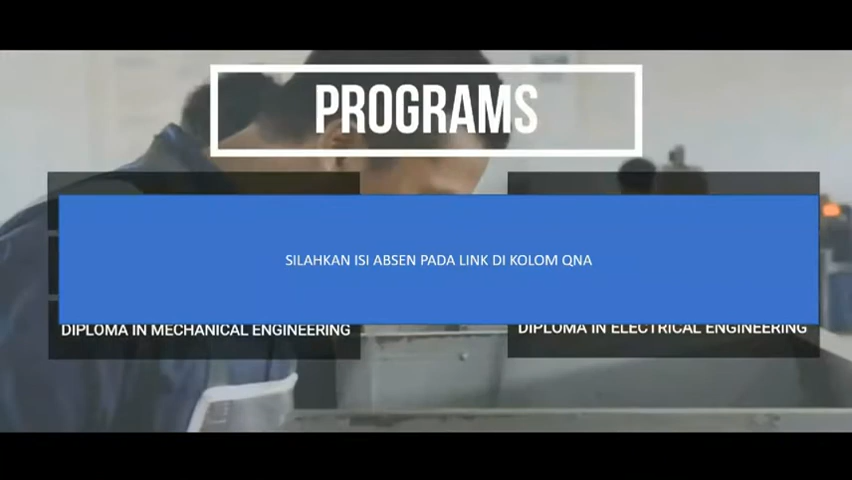 PROGRAMS
SILAHKAN ISI ABSEN PADA LINK DI KOLOM QNA
DIPLOMA IN MECHANICAL ENGINEERING
DIPLOMA IN ELECTRICAL ENGINEERING